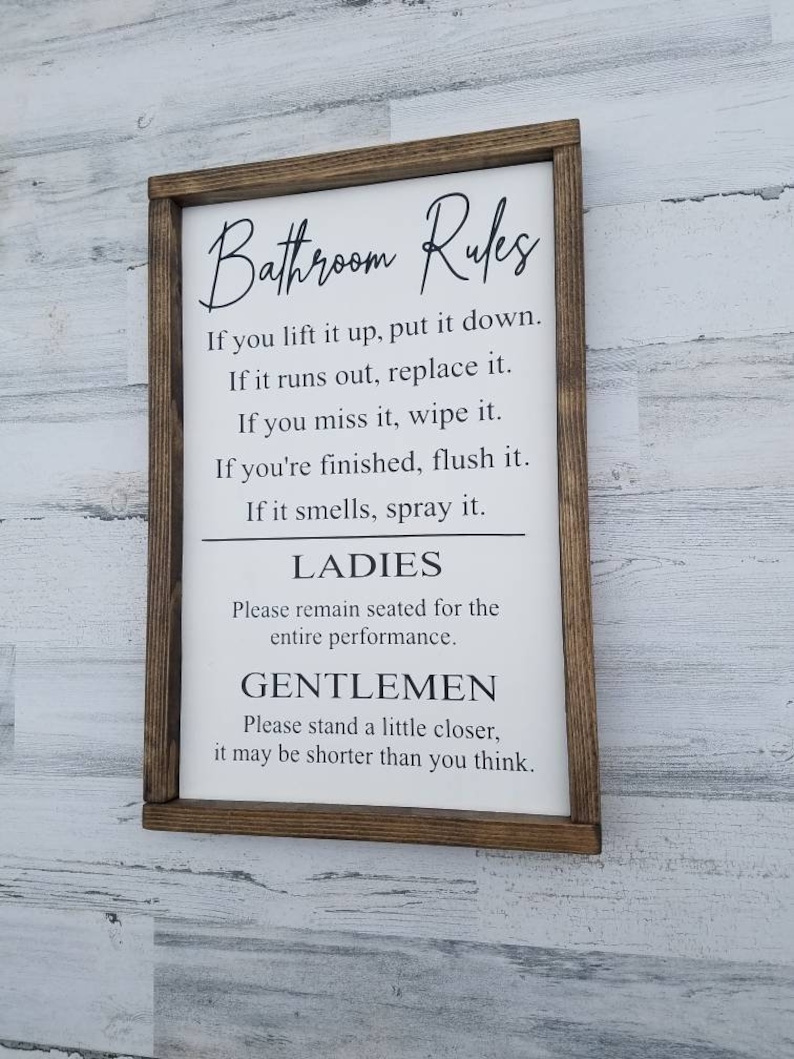 Bathroom Rules
If you lift it up, put it down.
If it runs out, replace it.
If you miss it, wipe it.
If you're finished, flush it.
If it smells, spray it.
LADIES
Please remain seated for the
entire performance.
GENTLEMEN
Please stand a little closer,
it may be shorter than you think.